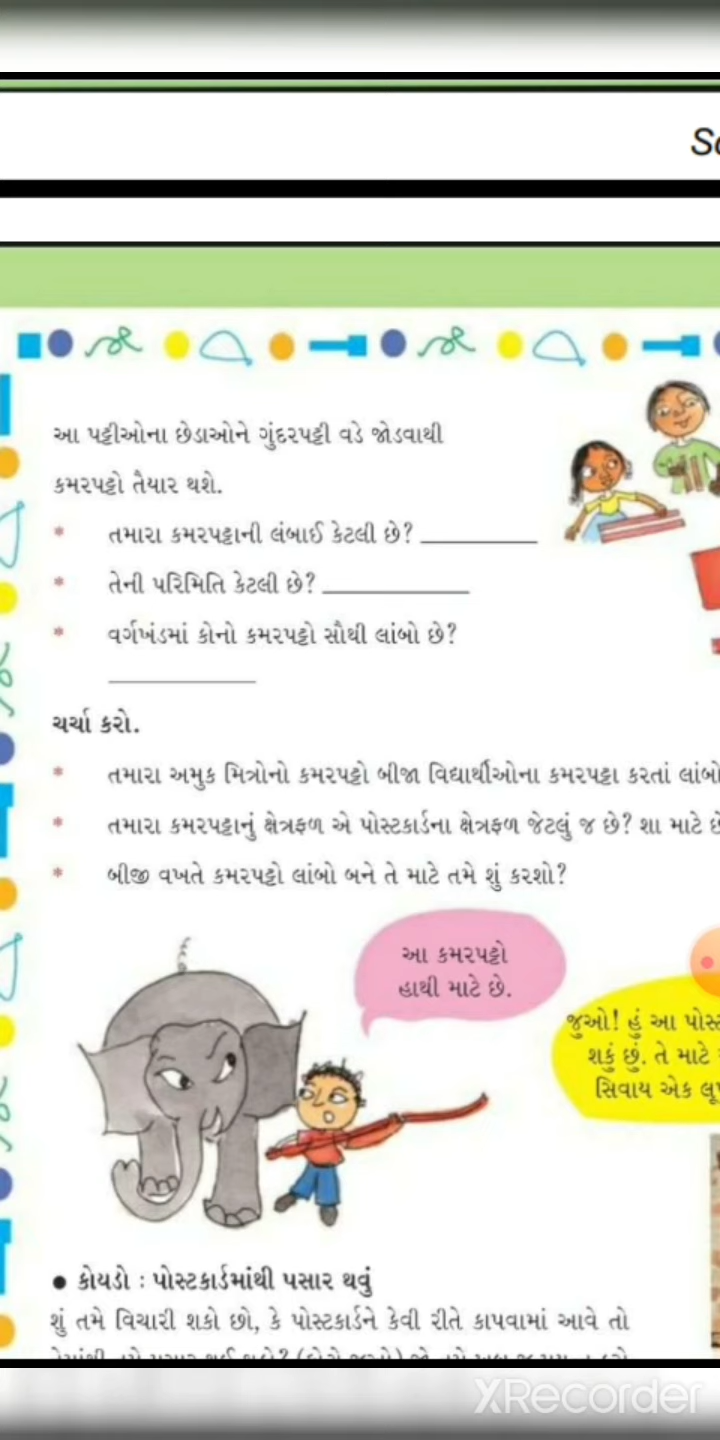 આ પટ્ટીઓના છેડાઓને ગુંદરપટ્ટી વડે જોડવાથી
કમરપટ્ટો તૈયાર થશે.
* તમારા કમરપટ્ટાની લંબાઈ કેટલી છે?
* તેની પરિમિતિ કેટલી છે?
* વર્ગખંડમાં કોનો કમરપટ્ટો સૌથી લાંબો છે?
ચર્ચા કરો.
* તમારા અમુક મિત્રોનો કમરપટ્ટો બીજા વિદ્યાર્થીઓના કમરપટ્ટા કરતાં લાંબો
* તમારા કમરપટ્ટાનું ક્ષેત્રફળ એ પોસ્ટકાર્ડના ક્ષેત્રફળ જેટલું જ છે? શા માટે
* બીજી વખતે કમરપટ્ટો લાંબો બને તે માટે તમે શું કરશો?
આ કમરપટ્ટો
હાથી માટે છે.
જુઓ! હું આ
શકું છું. તે માટે
સિવાય એક
• કોયડો : પોસ્ટકાર્ડમાંથી પસાર થવું
શું તમે વિચારી શકો છો, કે પોસ્ટકાર્ડને કેવી રીતે કાપવામાં આવે તો
XRecorder